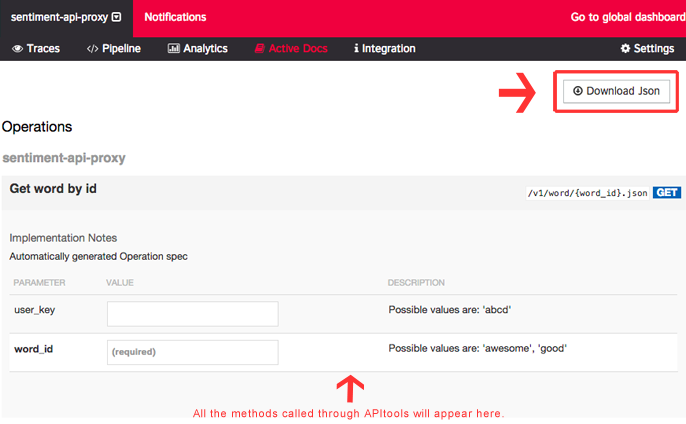 sentiment-api-proxy Notifications Go to global dashboard
Traces </> Pipeline Analytics Active Docs Integration Settings
Download Json
Operations
sentiment-api-proxy
Get word by id /v1/word/{word_id}.json GET
Implementation Notes
Automatically generated Operation spec
PARAMETER VALUE DESCRIPTION
user_key Possible values are: 'abcd'
word_id (required) Possible values are: 'awesome', 'good'
All the methods called through APItools will appear here.